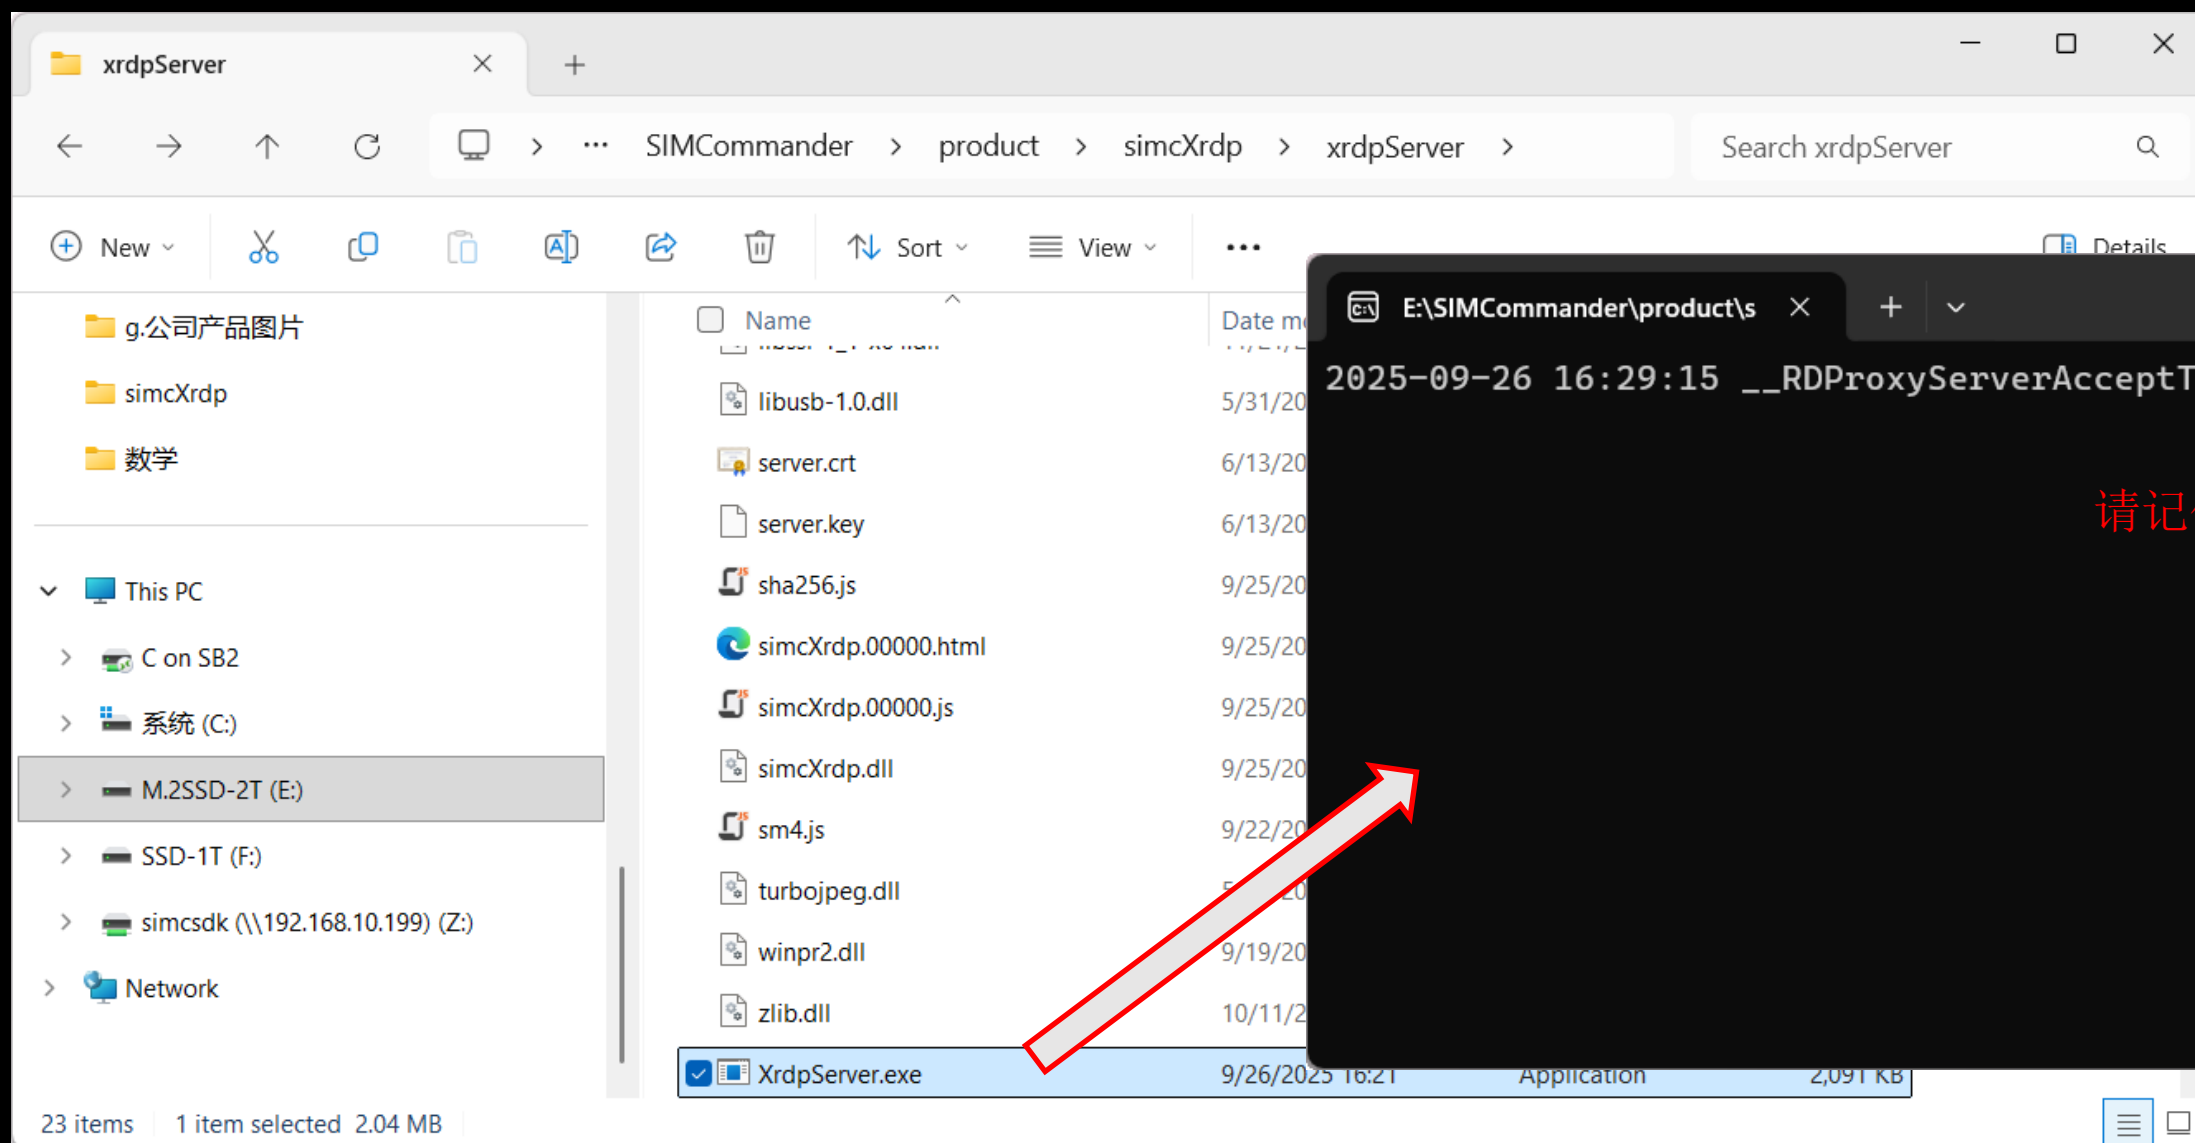 xrdpServer
SIMCommander > product > simcXrdp > xrdpServer >
Search xrdpServer
New
Sort
View
Details
g.公司产品图片
simcXrdp
数学
This PC
C on SB2
系统 (C:)
M.2SSD-2T (E:)
SSD-1T (F:)
simcsdk (\\192.168.10.199) (Z:)
Network
Name
Date m
libusb-1.0.dll 5/31/20
server.crt 6/13/20
server.key 6/13/20
sha256.js 9/25/20
simcXrdp.00000.html 9/25/20
simcXrdp.00000.js 9/25/20
simcXrdp.dll 9/25/20
sm4.js 9/22/20
turbojpeg.dll
winpr2.dll 9/19/20
zlib.dll 10/11/2
XrdpServer.exe 9/26/2025 16:21 Application 2,091 KB
E:\SIMCommander\product\s
2025-09-26 16:29:15 __RDProxyServerAcceptT
请记
23 items 1 item selected 2.04 MB